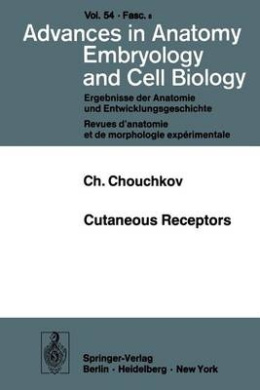 Vol. 54 · Fasc. 5
Advances in Anatomy
Embryology
and Cell Biology
Ergebnisse der Anatomie
und Entwicklungsgeschichte
Revues d'anatomie
et de morphologie expérimentale
Ch. Chouchkov
Cutaneous Receptors
Springer-Verlag
Berlin · Heidelberg · New York